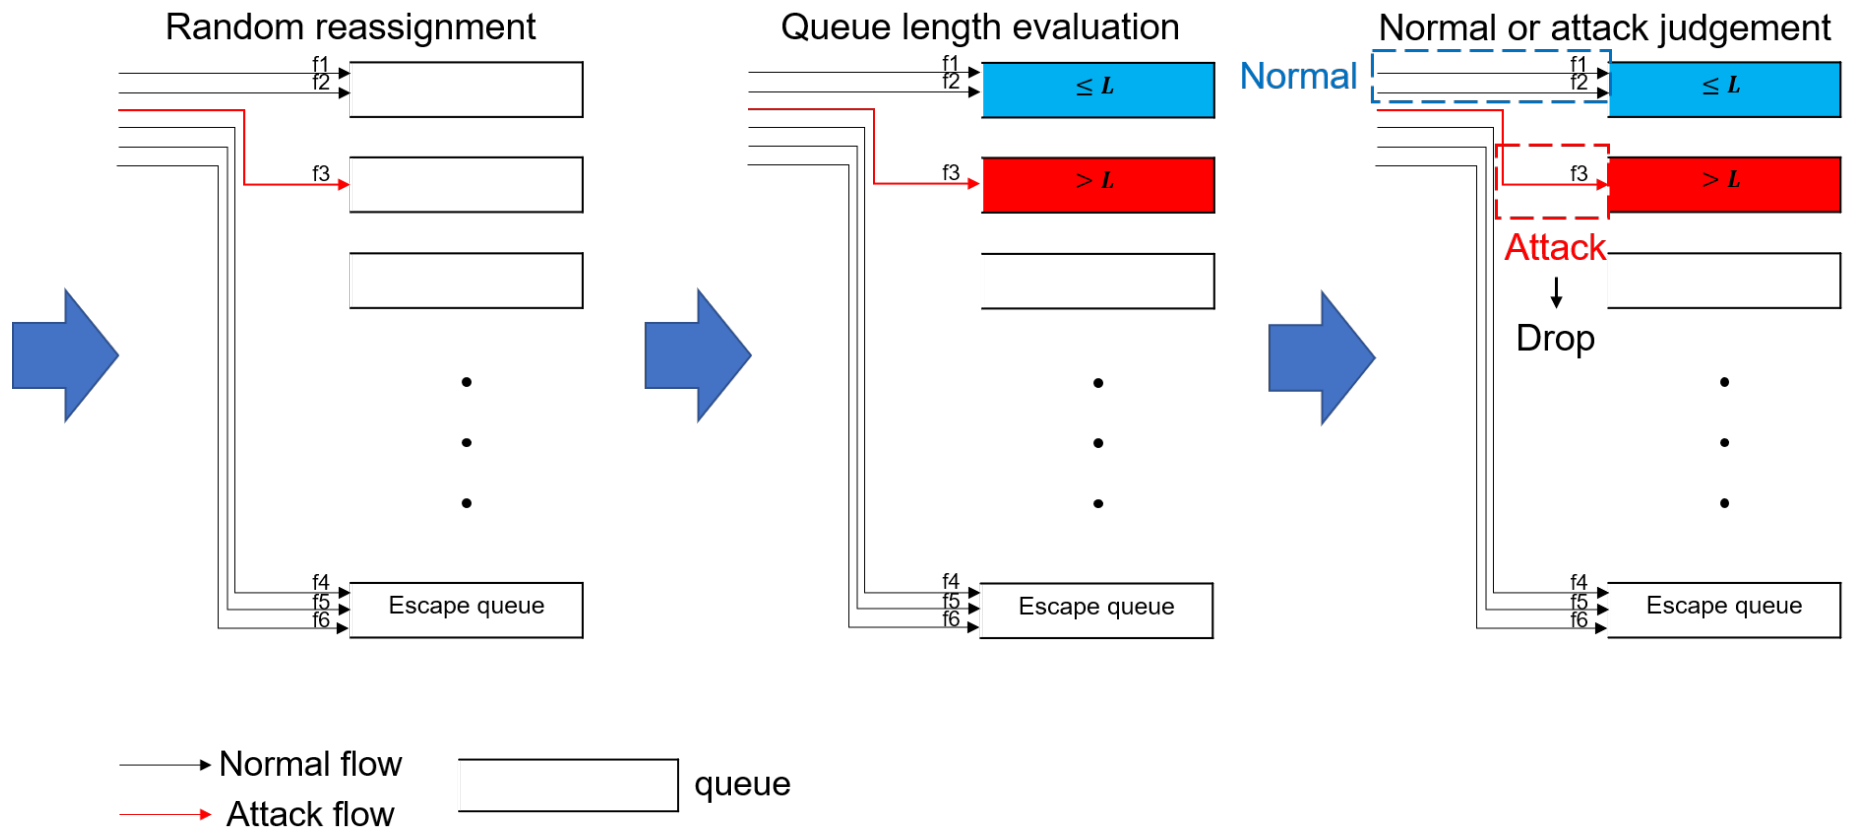 Random reassignment
f1
f2
f3
f4
f5
f6
Escape queue
Queue length evaluation
f1
f2
≤ L
f3
> L
f4
f5
f6
Escape queue
Normal or attack judgement
Normal
f1
f2
≤ L
f3
> L
Attack
Drop
f4
f5
f6
Escape queue
Normal flow
Attack flow
queue